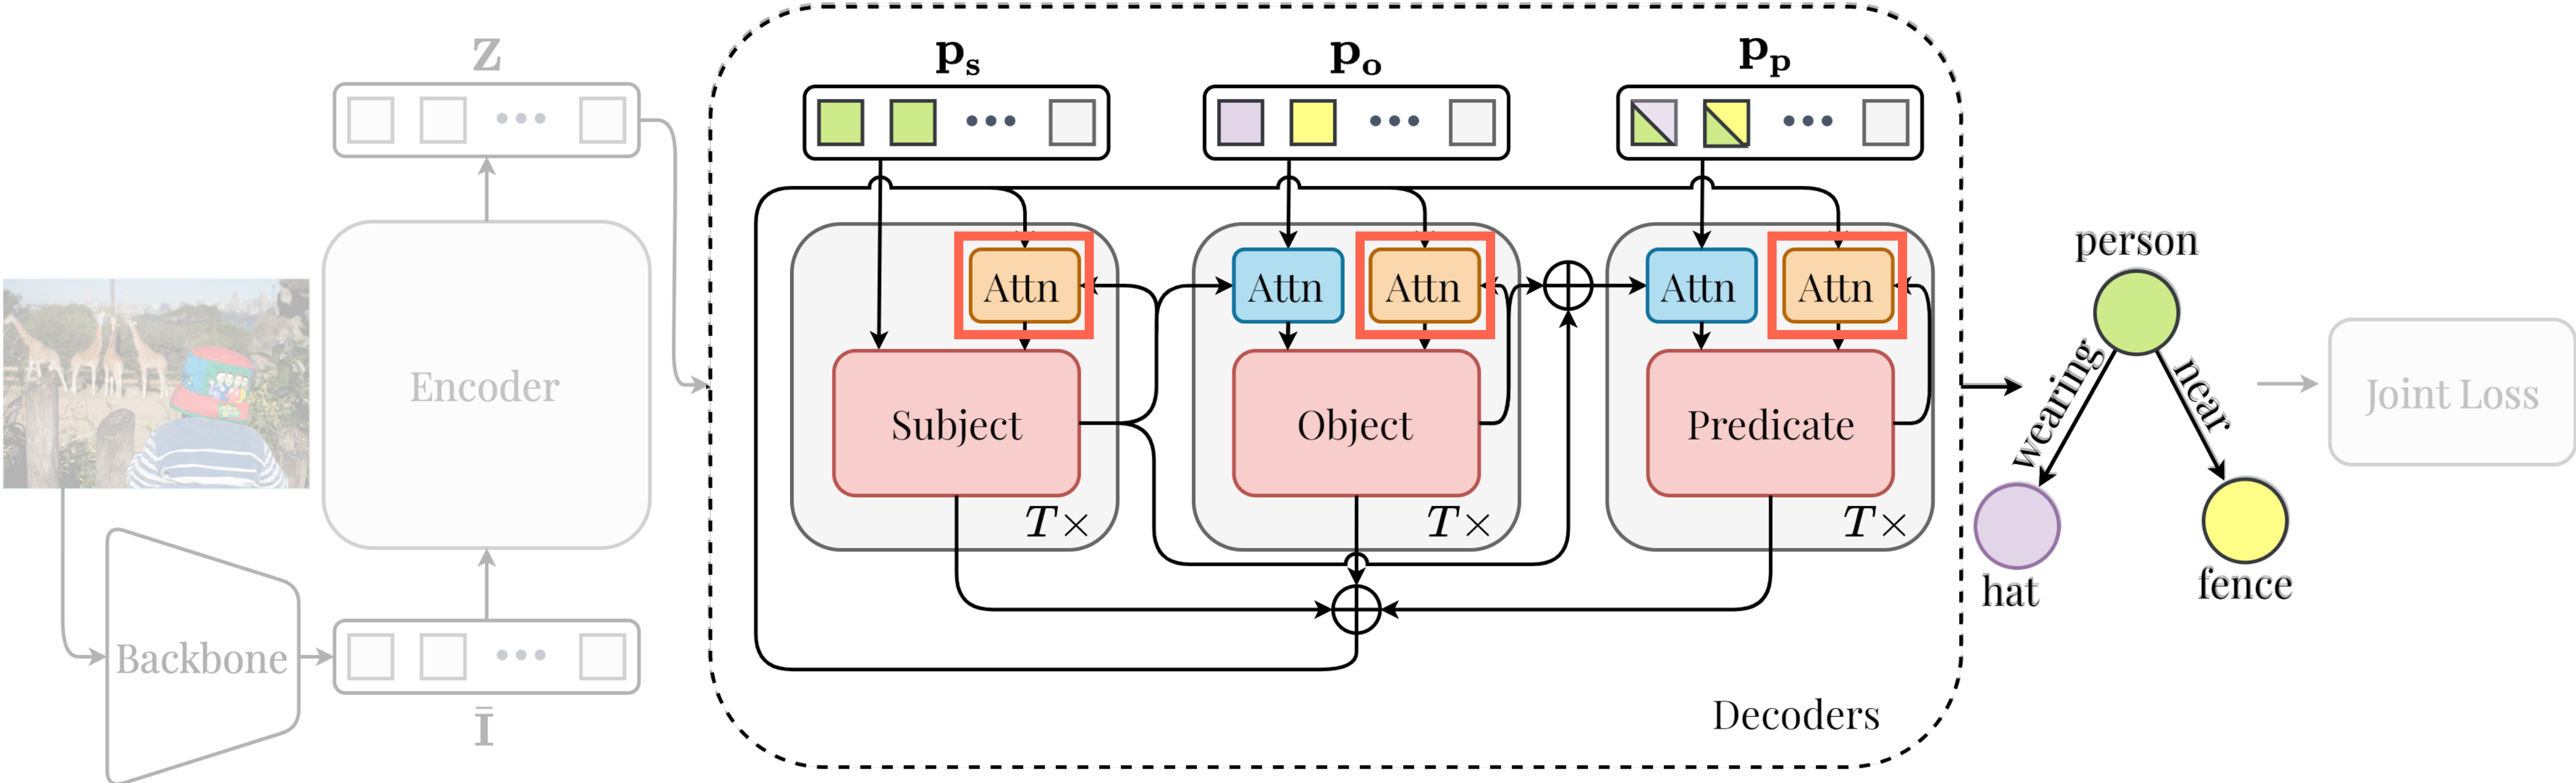 Z
Encoder
Backbone
Ī
p_s
p_o
p_p
Attn
Attn
Attn
Attn
Attn
Subject
Object
Predicate
T×
T×
T×
Decoders
person
wearing
near
hat
fence
Joint Loss